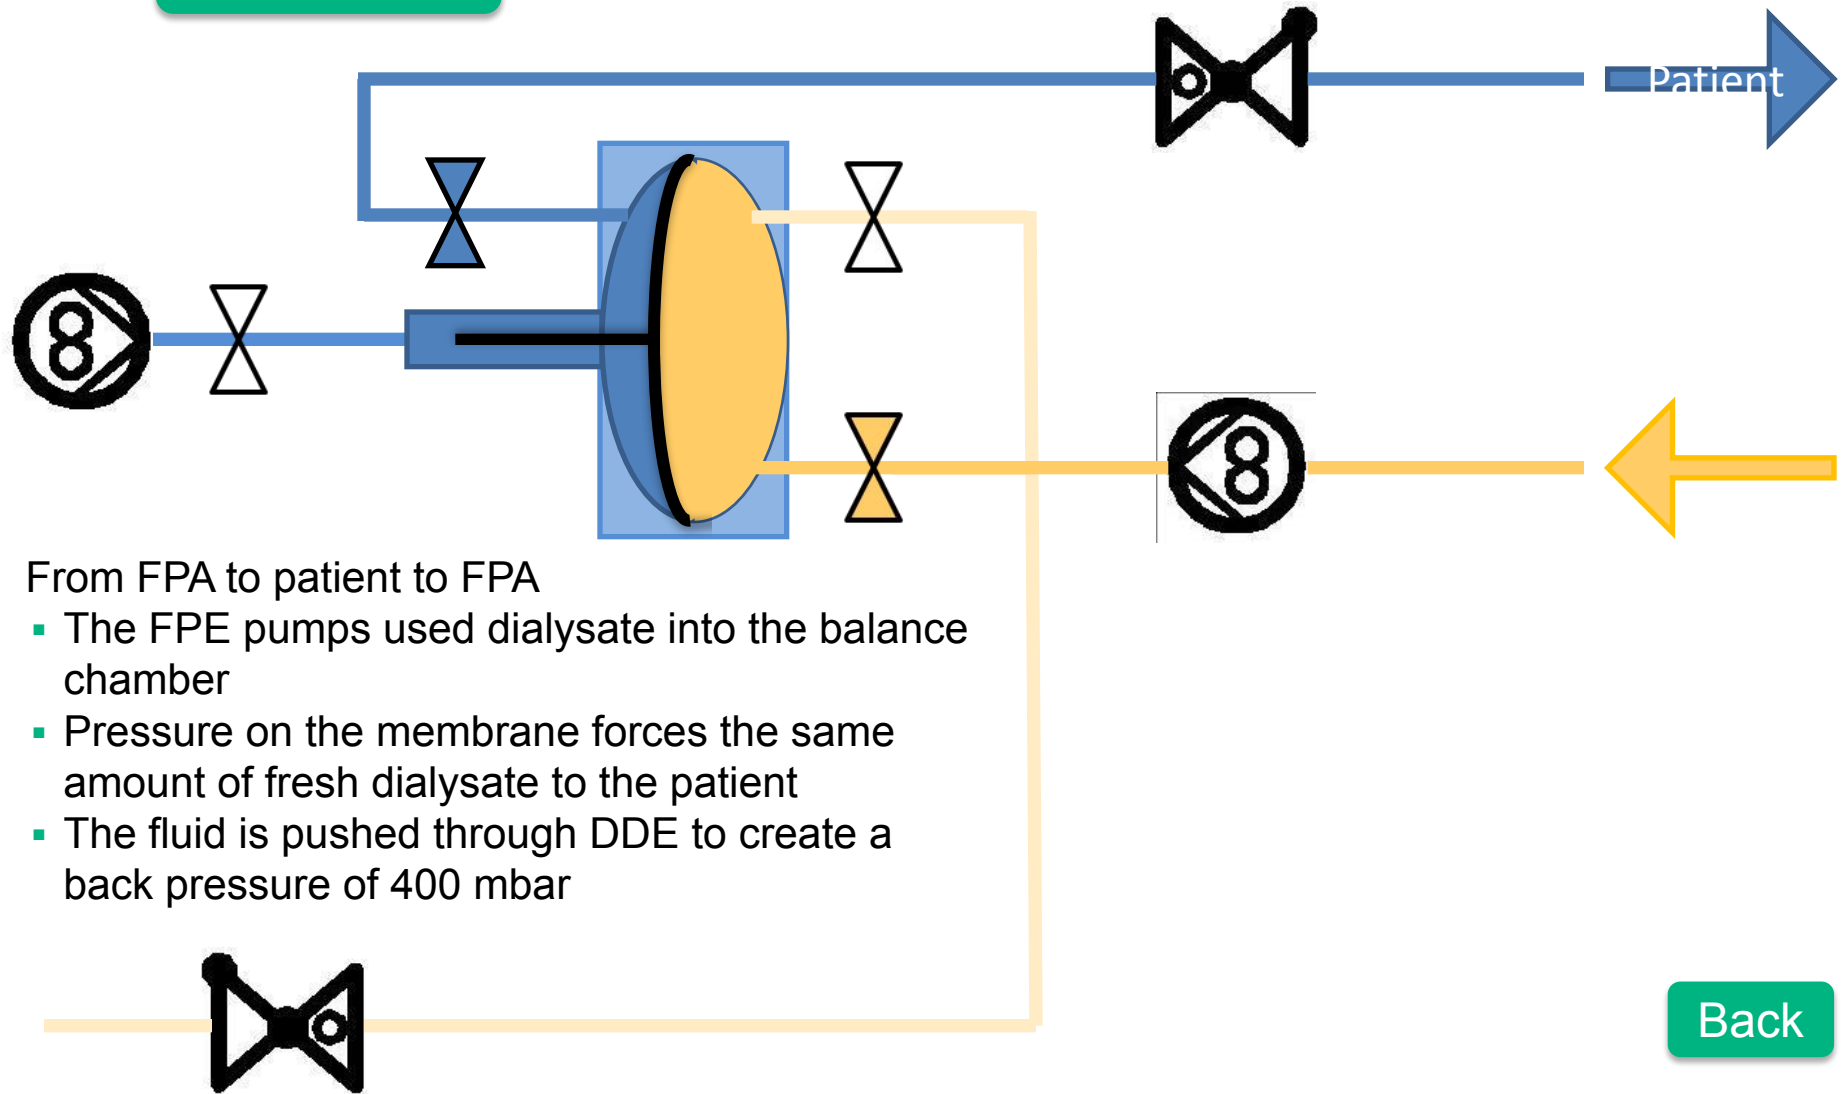 Patient
From FPA to patient to FPA
▪ The FPE pumps used dialysate into the balance
chamber
▪ Pressure on the membrane forces the same
amount of fresh dialysate to the patient
▪ The fluid is pushed through DDE to create a
back pressure of 400 mbar
Back